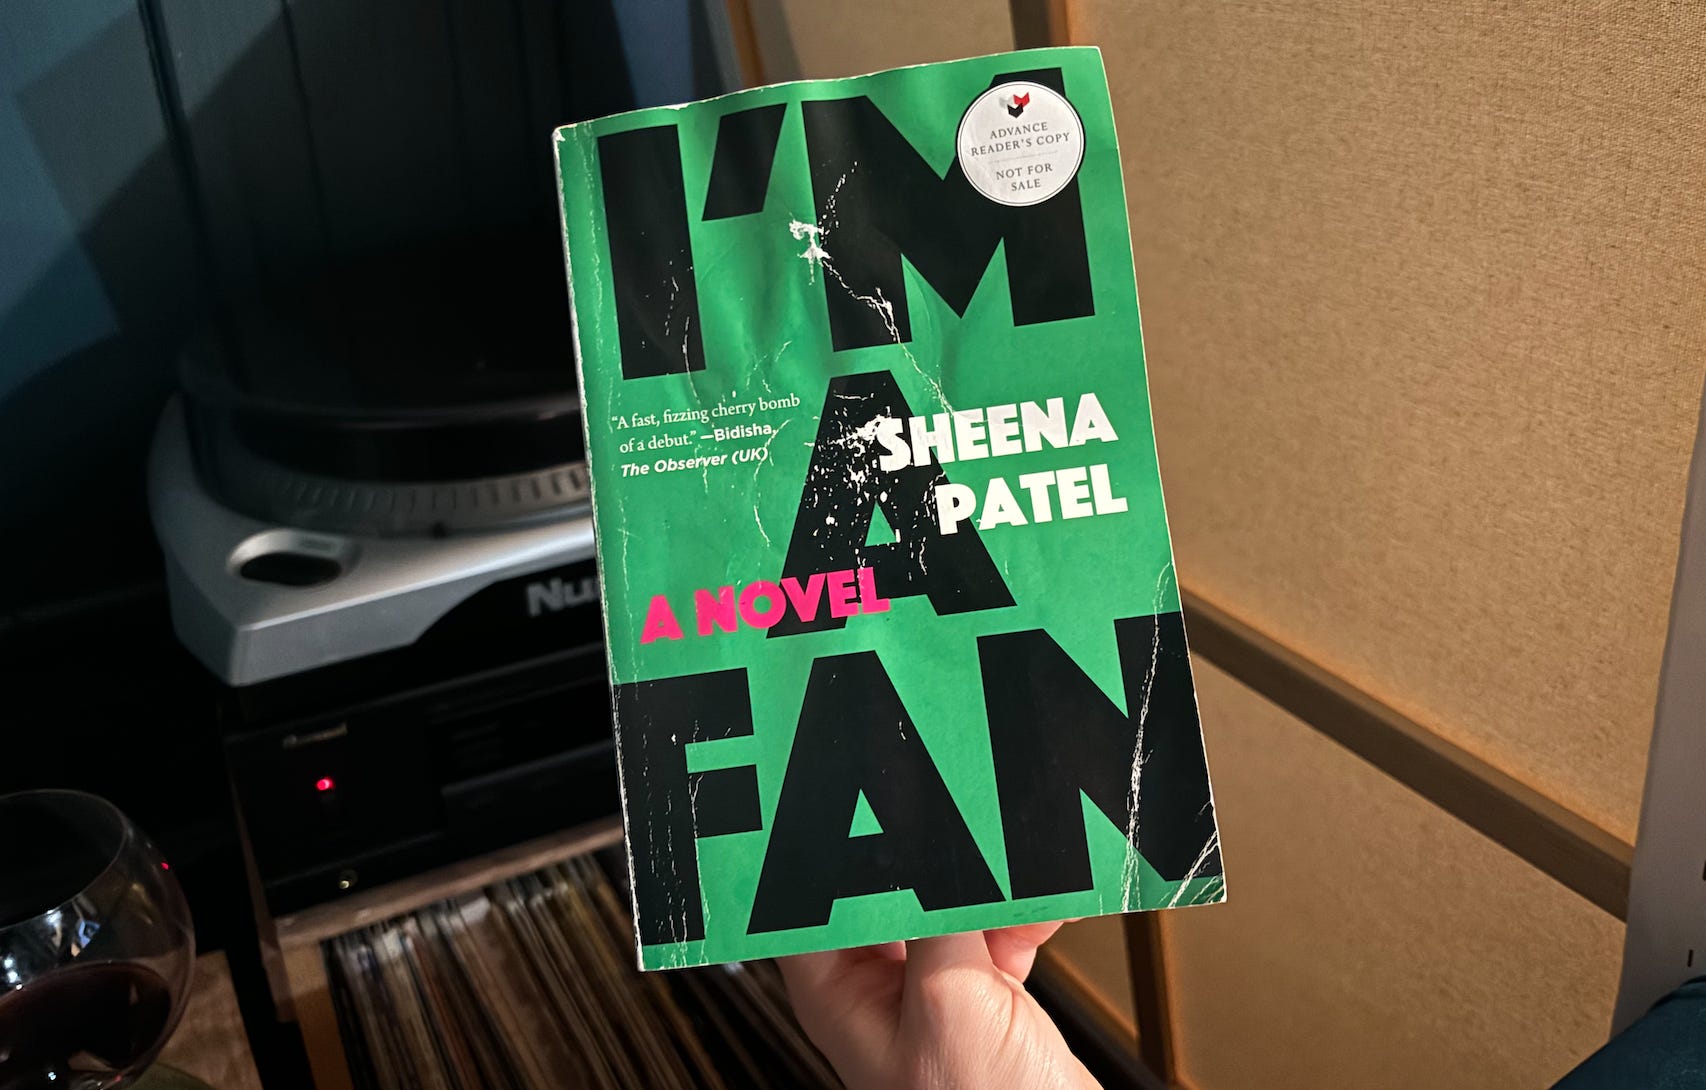 I'M
ADVANCE
READER'S COPY
NOT FOR
SALE
A
"A fast, fizzing cherry bomb
of a debut." —Bidisha,
The Observer (UK)
SHEENA
PATEL
A NOVEL
FAN